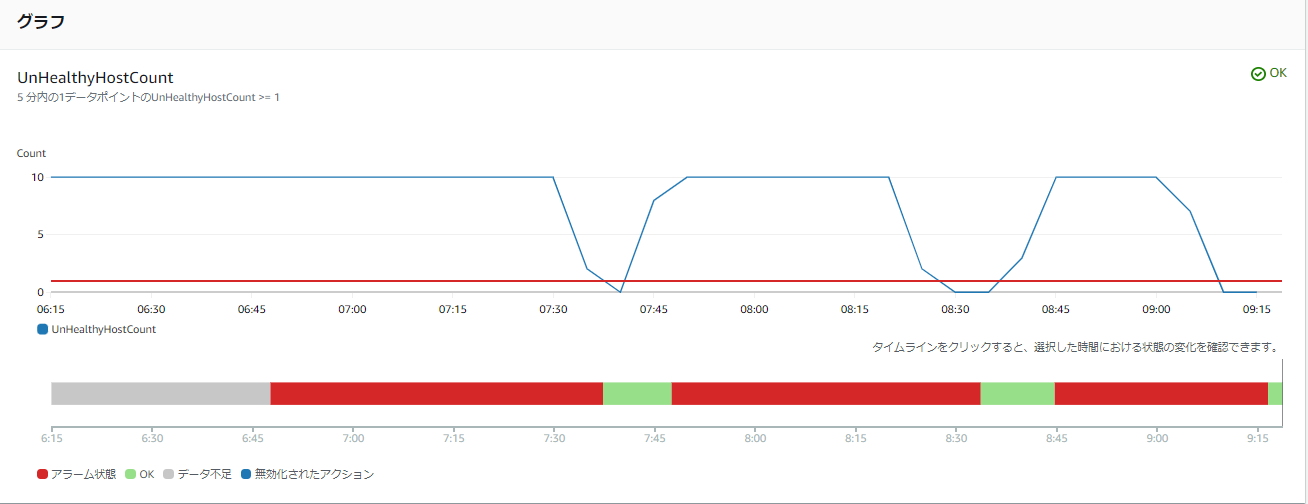 グラフ
UnHealthyHostCount
OK
5 分内の1データポイントのUnHealthyHostCount >= 1
Count
10
5
0
06:15 06:30 06:45 07:00 07:15 07:30 07:45 08:00 08:15 08:30 08:45 09:00 09:15
UnHealthyHostCount
タイムラインをクリックすると、選択した時間における状態の変化を確認できます。
6:15 6:30 6:45 7:00 7:15 7:30 7:45 8:00 8:15 8:30 8:45 9:00 9:15
アラーム状態 OK データ不足 無効化されたアクション